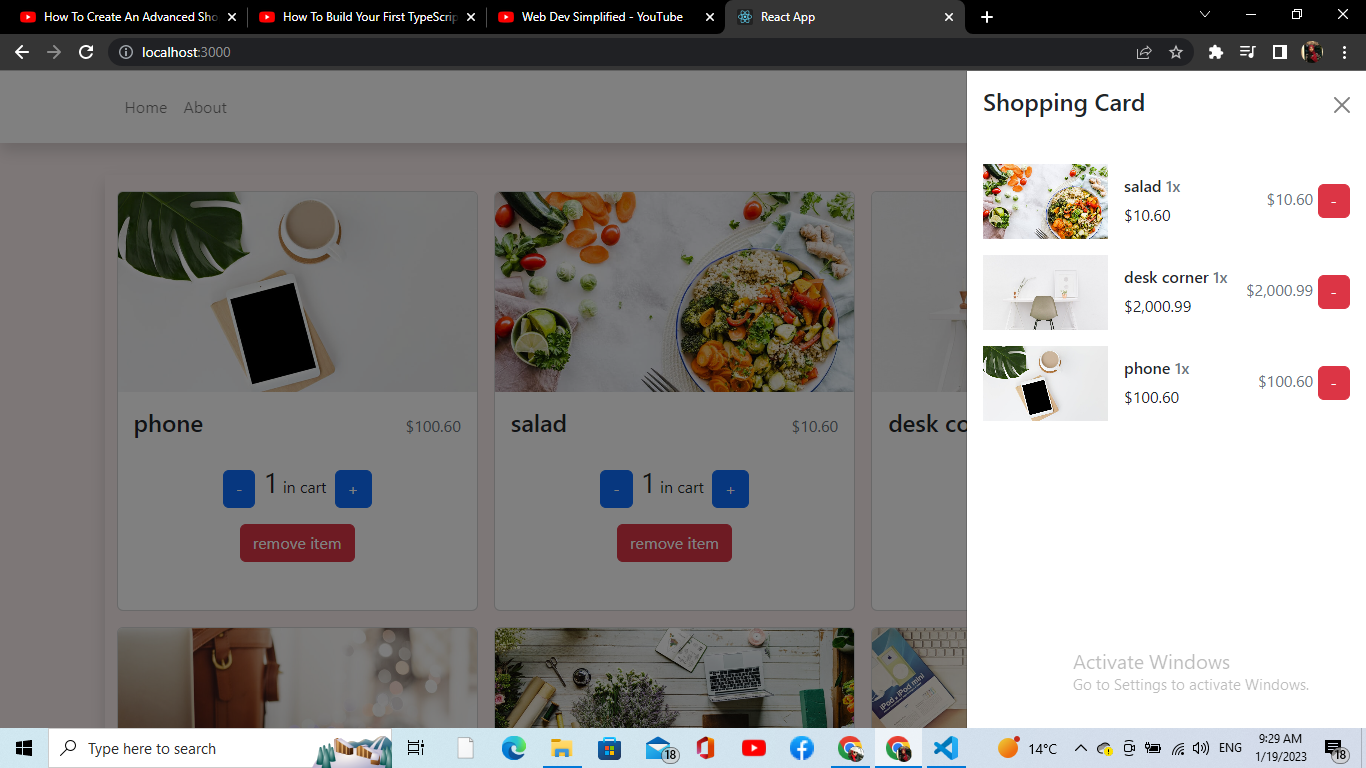 How To Create An Advanced Sho
How To Build Your First TypeScrip
Web Dev Simplified - YouTube
React App
localhost:3000
Home
About
Shopping Card
salad 1x
$10.60
$10.60
-
desk corner 1x
$2,000.99
$2,000.99
-
phone 1x
$100.60
$100.60
-
phone
$100.60
- 1 in cart +
remove item
salad
$10.60
- 1 in cart +
remove item
desk co
iPod • iPad mini
Activate Windows
Go to Settings to activate Windows.
Type here to search
18
14°C
ENG
9:29 AM
1/19/2023
18